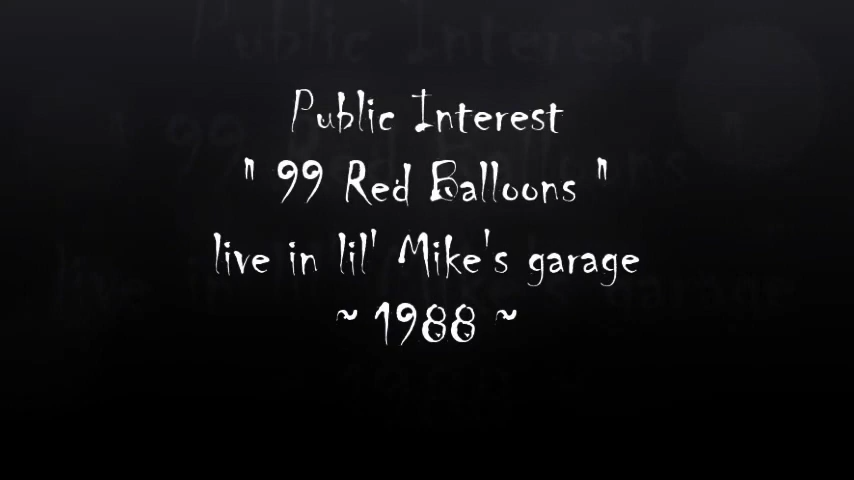 Public Interest
" 99 Red Balloons "
live in lil' Mike's garage
~ 1988 ~